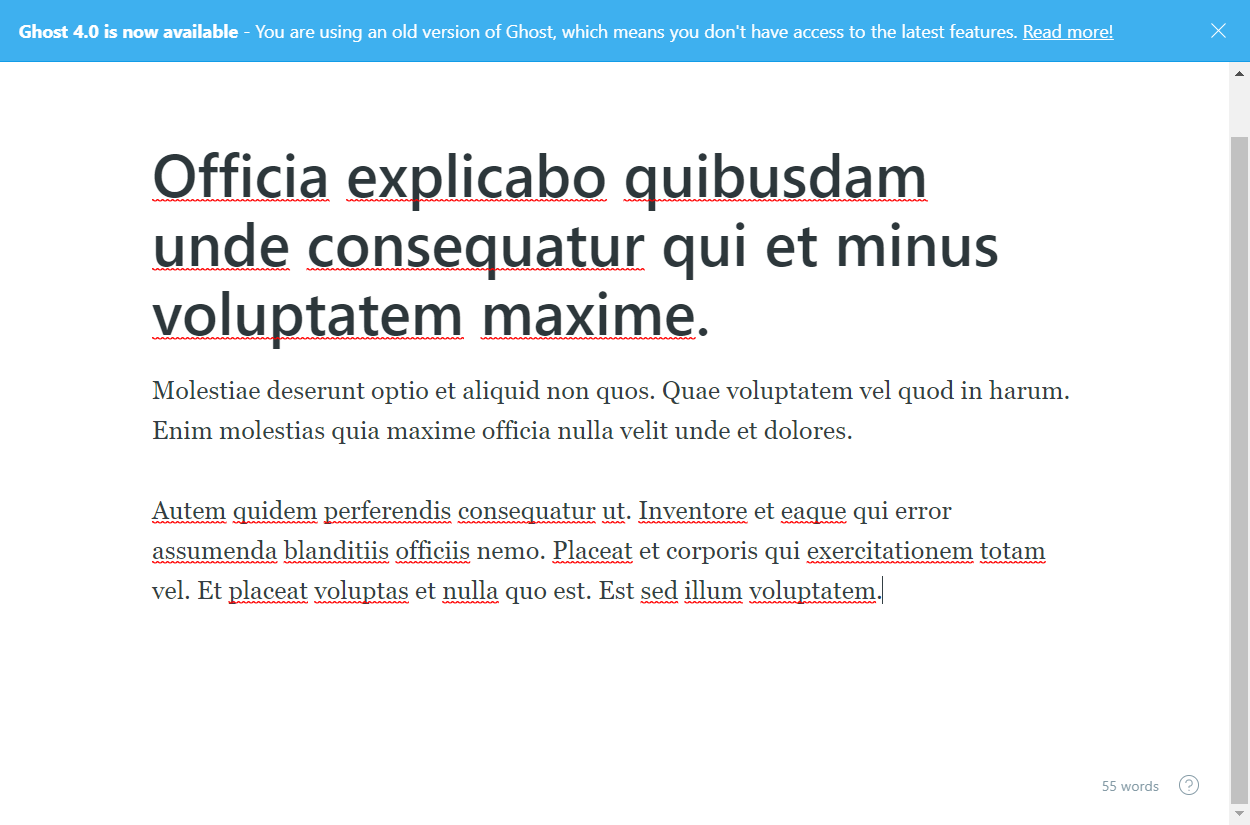 Ghost 4.0 is now available - You are using an old version of Ghost, which means you don't have access to the latest features. Read more!
Officia explicabo quibusdam
unde consequatur qui et minus
voluptatem maxime.
Molestiae deserunt optio et aliquid non quos. Quae voluptatem vel quod in harum.
Enim molestias quia maxime officia nulla velit unde et dolores.
Autem quidem perferendis consequatur ut. Inventore et eaque qui error
assumenda blanditiis officiis nemo. Placeat et corporis qui exercitationem totam
vel. Et placeat voluptas et nulla quo est. Est sed illum voluptatem.
55 words ?